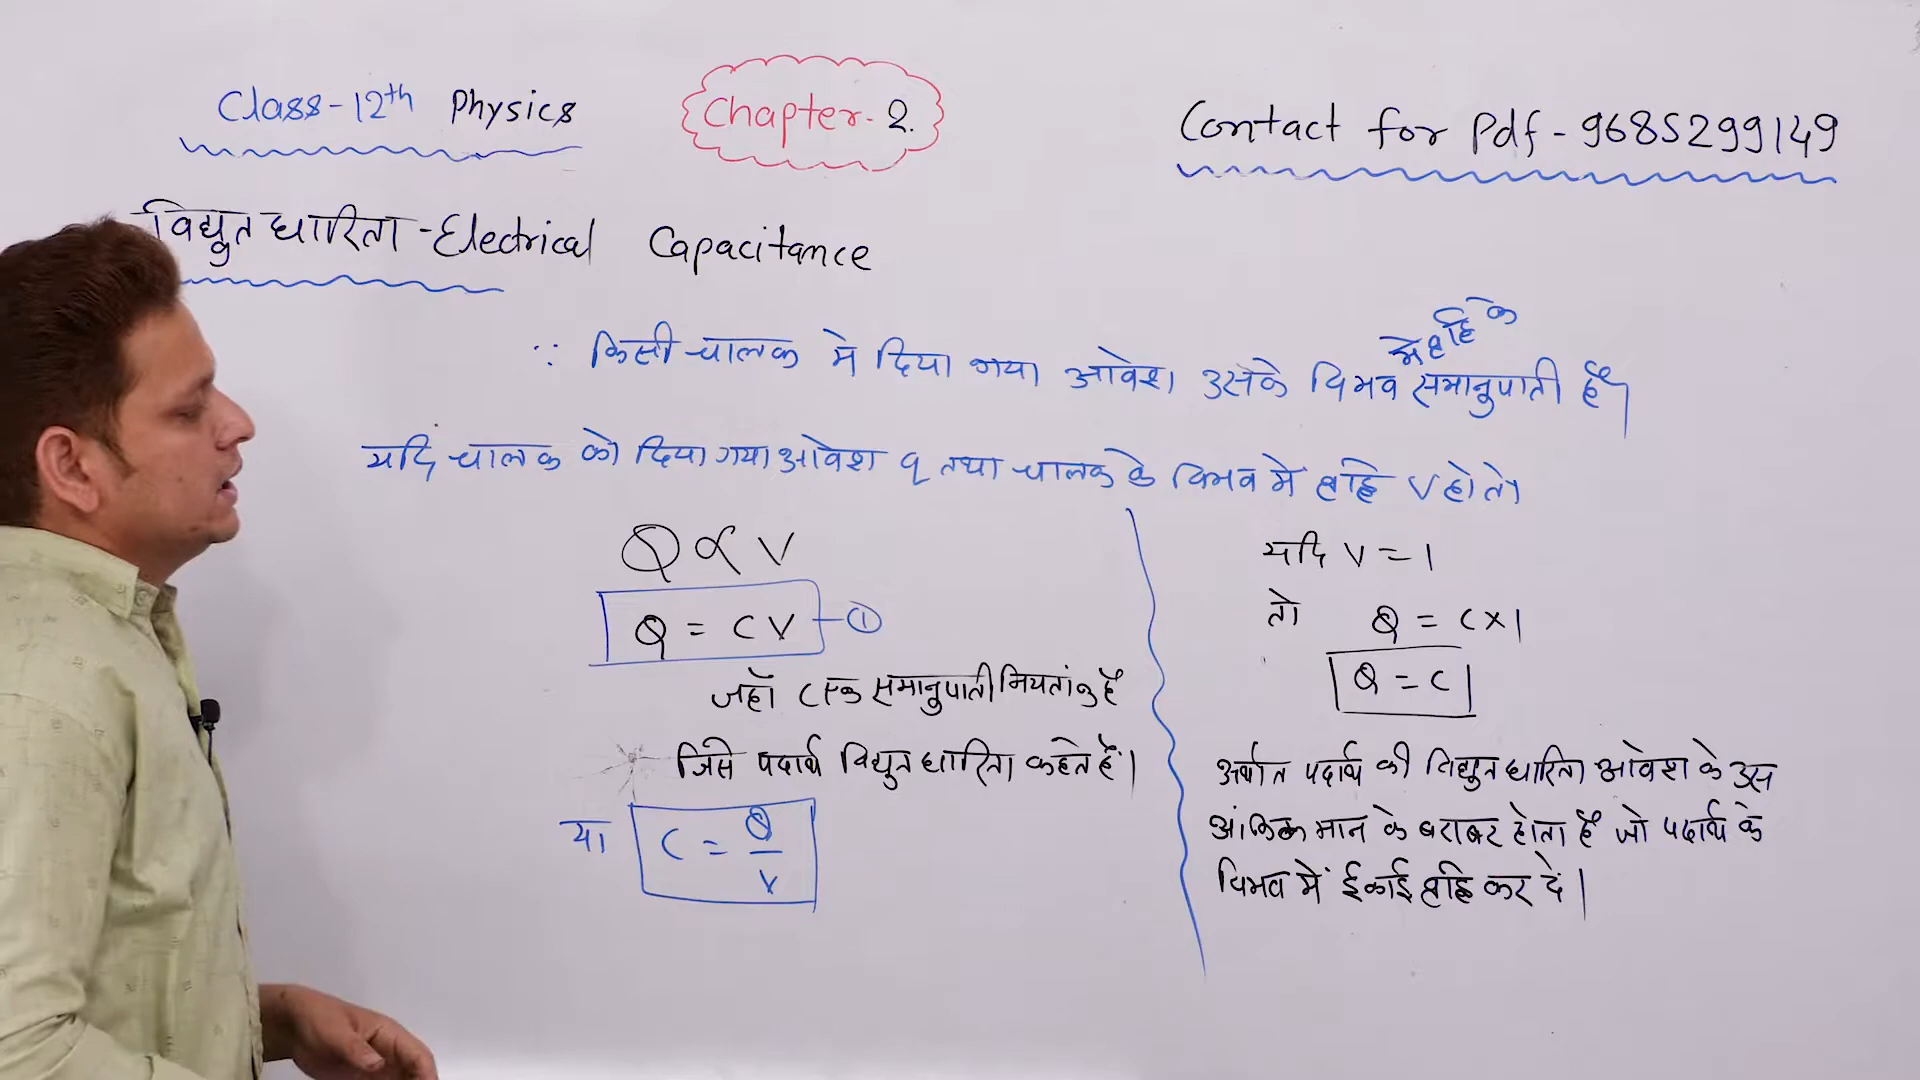 Class-12th Physics
Chapter-2.
Contact for Pdf - 9685299149
विद्युत धारिता - Electrical Capacitance
∵ किसी चालक मे दिया गया आवेश उसके विभव मे वृद्धि के समानुपाती है।
यदि चालक को दिया गया आवेश q तथा चालक के विभव मे वृद्धि V हो तो
Q ∝ V
Q = CV - ①
जहाँ C एक समानुपाती नियतांक है
जिसे पदार्थ विद्युत धारिता कहते हैं।
या C = Q/V
यदि V = 1
तो Q = C×1
Q = C
अर्थात पदार्थ की विद्युत धारिता आवेश के उस
आंकिक मान के बराबर होता है जो पदार्थ के
विभव में ईकाई वृद्धि कर दे।